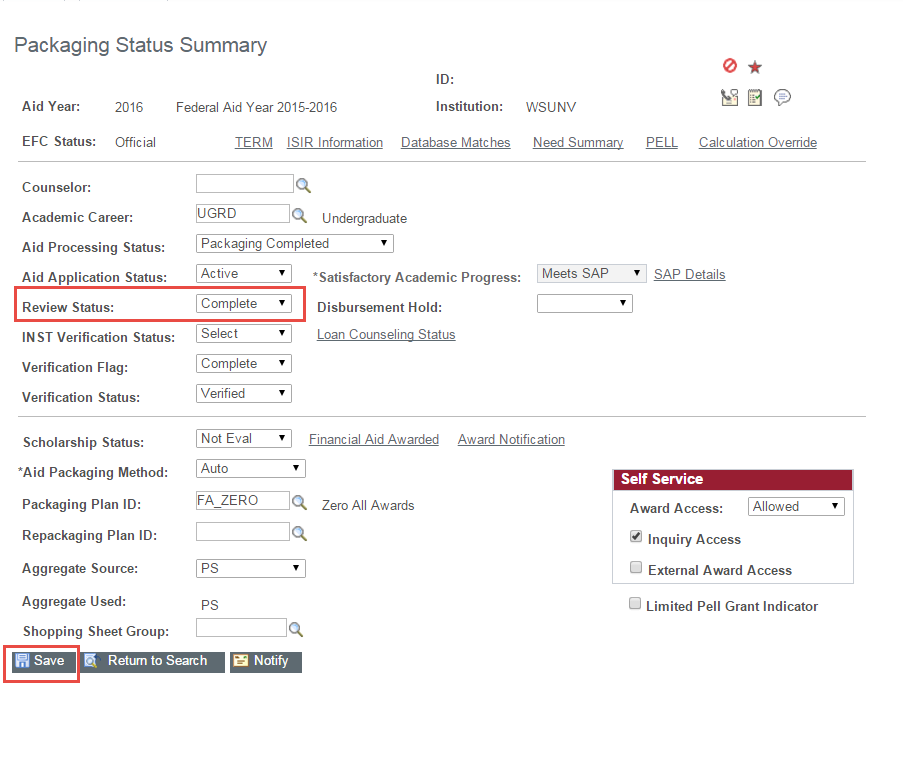 Packaging Status Summary
ID:
Aid Year: 2016 Federal Aid Year 2015-2016 Institution: WSUNV
EFC Status: Official TERM ISIR Information Database Matches Need Summary PELL Calculation Override
Counselor:
Academic Career: UGRD Undergraduate
Aid Processing Status: Packaging Completed
Aid Application Status: Active *Satisfactory Academic Progress: Meets SAP SAP Details
Review Status: Complete Disbursement Hold:
INST Verification Status: Select Loan Counseling Status
Verification Flag: Complete
Verification Status: Verified
Scholarship Status: Not Eval Financial Aid Awarded Award Notification
*Aid Packaging Method: Auto
Packaging Plan ID: FA_ZERO Zero All Awards
Repackaging Plan ID:
Aggregate Source: PS
Aggregate Used: PS
Shopping Sheet Group:
Self Service
Award Access: Allowed
Inquiry Access
External Award Access
Limited Pell Grant Indicator
Save Return to Search Notify